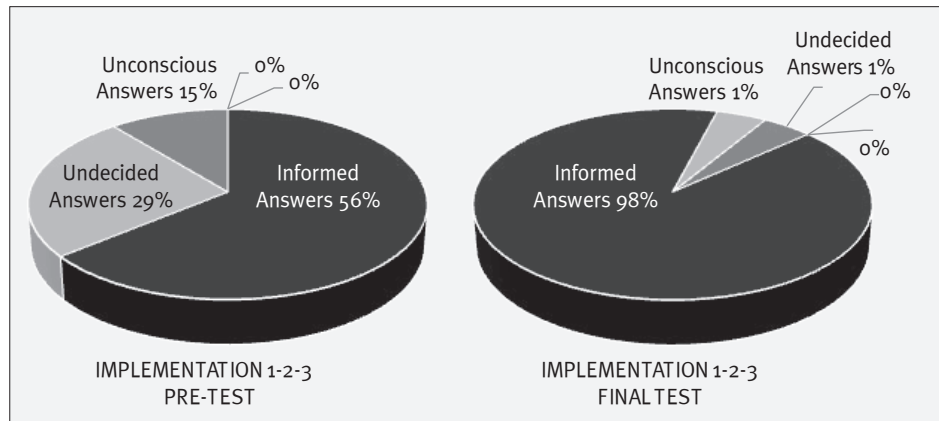 Unconscious
Answers 15%
0%
0%
Undecided
Answers 29%
Informed
Answers 56%
IMPLEMENTATION 1-2-3
PRE-TEST
Unconscious
Answers 1%
Undecided
Answers 1%
0%
0%
Informed
Answers 98%
IMPLEMENTATION 1-2-3
FINAL TEST